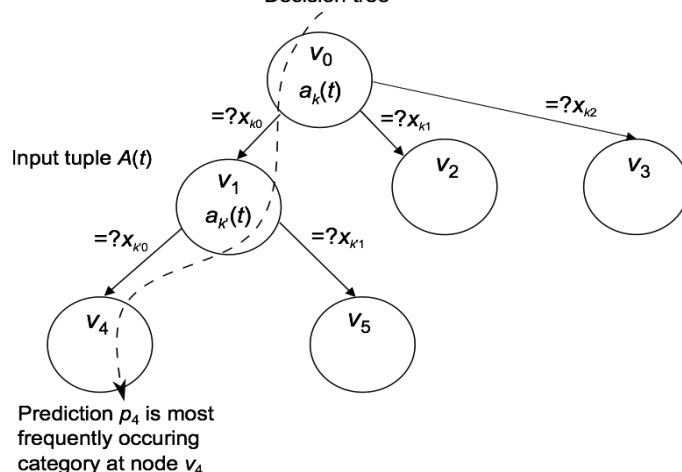 Decision tree
v0
ak(t)
=?xk0
=?xk1
=?xk2
Input tuple A(t)
v1
ak'(t)
v2
v3
=?xk'0
=?xk'1
v4
v5
Prediction p4 is most
frequently occuring
category at node v4